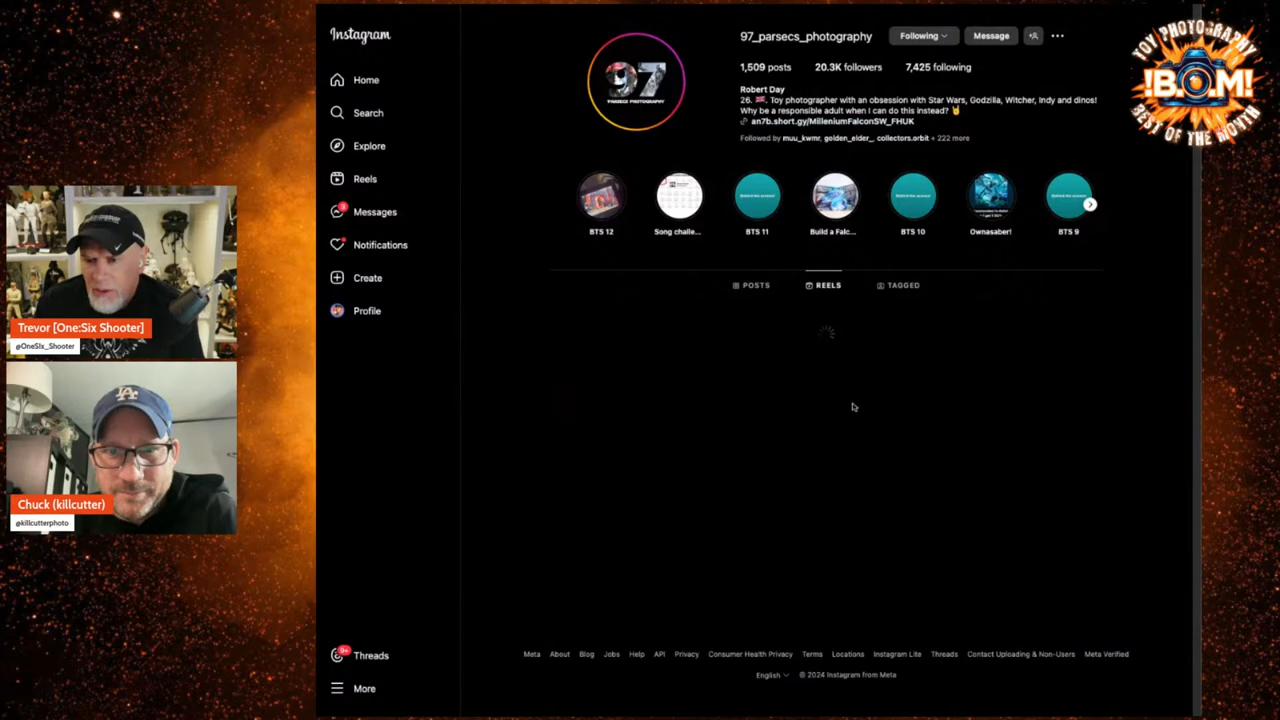 Instagram
Home
Search
Explore
Reels
3
Messages
Notifications
Create
Profile
9+
Threads
More
97
PARSECS PHOTOGRAPHY
97_parsecs_photography
Following
Message
1,509 posts 20.3K followers 7,425 following
Robert Day
26. 🇬🇧. Toy photographer with an obsession with Star Wars, Godzilla, Witcher, Indy and dinos!
Why be a responsible adult when I can do this instead? 🤘
an7b.short.gy/MilleniumFalconSW_FHUK
Followed by muu_kwmr, golden_elder_, collectors.orbit + 222 more
BTS 12
Song challe...
BTS 11
Build a Falc...
BTS 10
Ownasaber!
BTS 9
POSTS
REELS
TAGGED
Meta About Blog Jobs Help API Privacy Consumer Health Privacy Terms Locations Instagram Lite Threads Contact Uploading & Non-Users Meta Verified
English © 2024 Instagram from Meta
TOY PHOTOGRAPHY
!B.O.M!
BEST OF THE MONTH
Trevor [One:Six Shooter]
@OneSIx_Shooter
LA
Chuck (killcutter)
@killcutterphoto